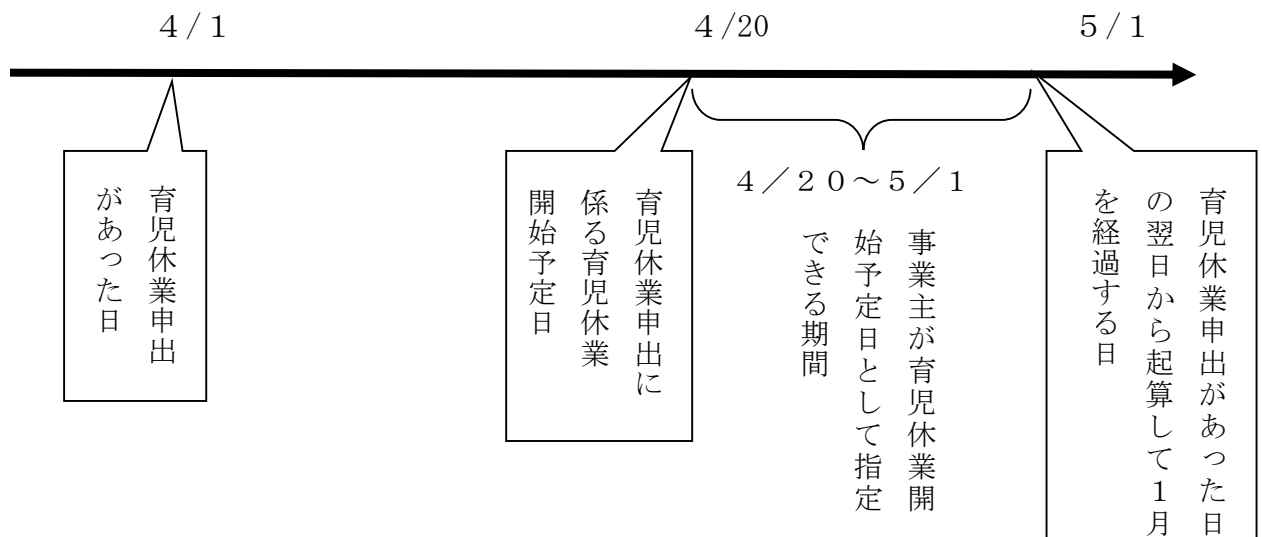 ４/１
４/20
５/１
育児休業申出
があった日
育児休業申出に
係る育児休業
開始予定日
４／２０～５/１
事業主が育児休業開
始予定日として指定
できる期間
育児休業申出があった日
の翌日から起算して１月
を経過する日